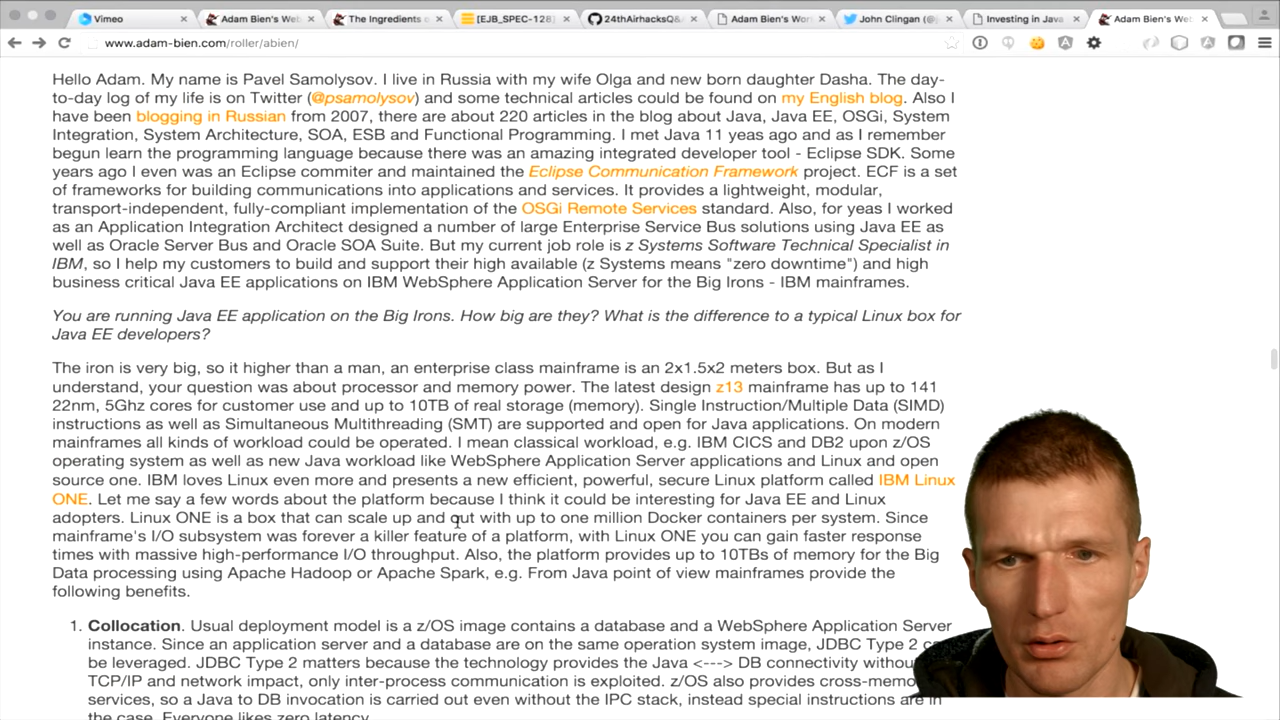 Vimeo
Adam Bien's Web
The Ingredients o
[EJB_SPEC-128]
24thAirhacksQ&
Adam Bien's Wor
John Clingan (@
Investing in Java
Adam Bien's We
www.adam-bien.com/roller/abien/
Hello Adam. My name is Pavel Samolysov. I live in Russia with my wife Olga and new born daughter Dasha. The day-
to-day log of my life is on Twitter (@psamolysov) and some technical articles could be found on my English blog. Also I
have been blogging in Russian from 2007, there are about 220 articles in the blog about Java, Java EE, OSGi, System
Integration, System Architecture, SOA, ESB and Functional Programming. I met Java 11 yeas ago and as I remember
begun learn the programming language because there was an amazing integrated developer tool - Eclipse SDK. Some
years ago I even was an Eclipse commiter and maintained the Eclipse Communication Framework project. ECF is a set
of frameworks for building communications into applications and services. It provides a lightweight, modular,
transport-independent, fully-compliant implementation of the OSGi Remote Services standard. Also, for yeas I worked
as an Application Integration Architect designed a number of large Enterprise Service Bus solutions using Java EE as
well as Oracle Server Bus and Oracle SOA Suite. But my current job role is z Systems Software Technical Specialist in
IBM, so I help my customers to build and support their high available (z Systems means "zero downtime") and high
business critical Java EE applications on IBM WebSphere Application Server for the Big Irons - IBM mainframes.
You are running Java EE application on the Big Irons. How big are they? What is the difference to a typical Linux box for
Java EE developers?
The iron is very big, so it higher than a man, an enterprise class mainframe is an 2x1.5x2 meters box. But as I
understand, your question was about processor and memory power. The latest design z13 mainframe has up to 141
22nm, 5Ghz cores for customer use and up to 10TB of real storage (memory). Single Instruction/Multiple Data (SIMD)
instructions as well as Simultaneous Multithreading (SMT) are supported and open for Java applications. On modern
mainframes all kinds of workload could be operated. I mean classical workload, e.g. IBM CICS and DB2 upon z/OS
operating system as well as new Java workload like WebSphere Application Server applications and Linux and open
source one. IBM loves Linux even more and presents a new efficient, powerful, secure Linux platform called IBM Linux
ONE. Let me say a few words about the platform because I think it could be interesting for Java EE and Linux
adopters. Linux ONE is a box that can scale up and out with up to one million Docker containers per system. Since
mainframe's I/O subsystem was forever a killer feature of a platform, with Linux ONE you can gain faster response
times with massive high-performance I/O throughput. Also, the platform provides up to 10TBs of memory for the Big
Data processing using Apache Hadoop or Apache Spark, e.g. From Java point of view mainframes provide the
following benefits.
1. Collocation. Usual deployment model is a z/OS image contains a database and a WebSphere Application Server
instance. Since an application server and a database are on the same operation system image, JDBC Type 2 c
be leveraged. JDBC Type 2 matters because the technology provides the Java <---> DB connectivity withou
TCP/IP and network impact, only inter-process communication is exploited. z/OS also provides cross-memo
services, so a Java to DB invocation is carried out even without the IPC stack, instead special instructions are in
the case. Everyone likes zero latency.